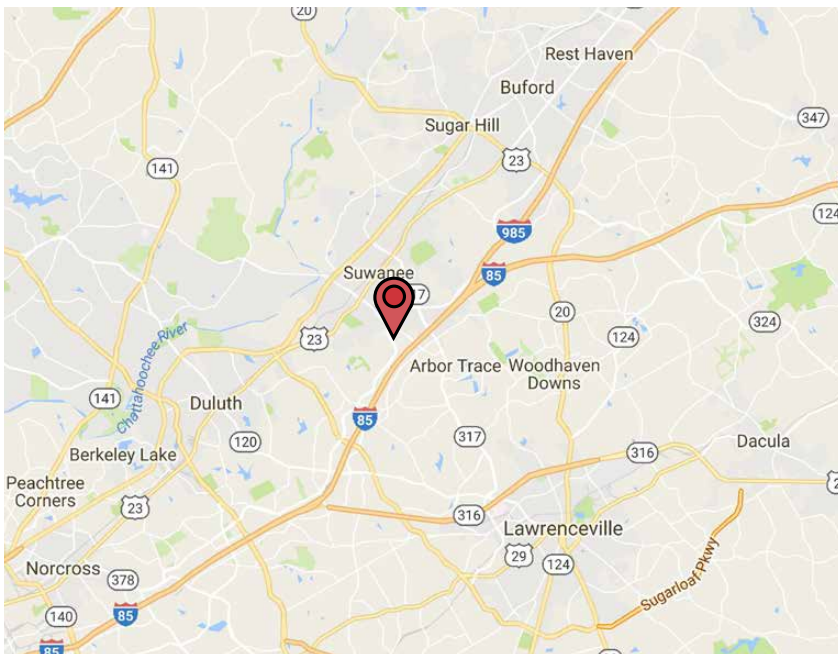 20
Rest Haven
Buford
347
Sugar Hill
141
23
124
985
Suwanee
85
17
20
324
23
124
Chattahoochee River
Arbor Trace
Woodhaven
Downs
141
Duluth
85
120
317
Dacula
Berkeley Lake
316
Peachtree
Corners
23
316
Lawrenceville
29
Norcross
378
124
Sugarloaf Pkwy
140
85
85